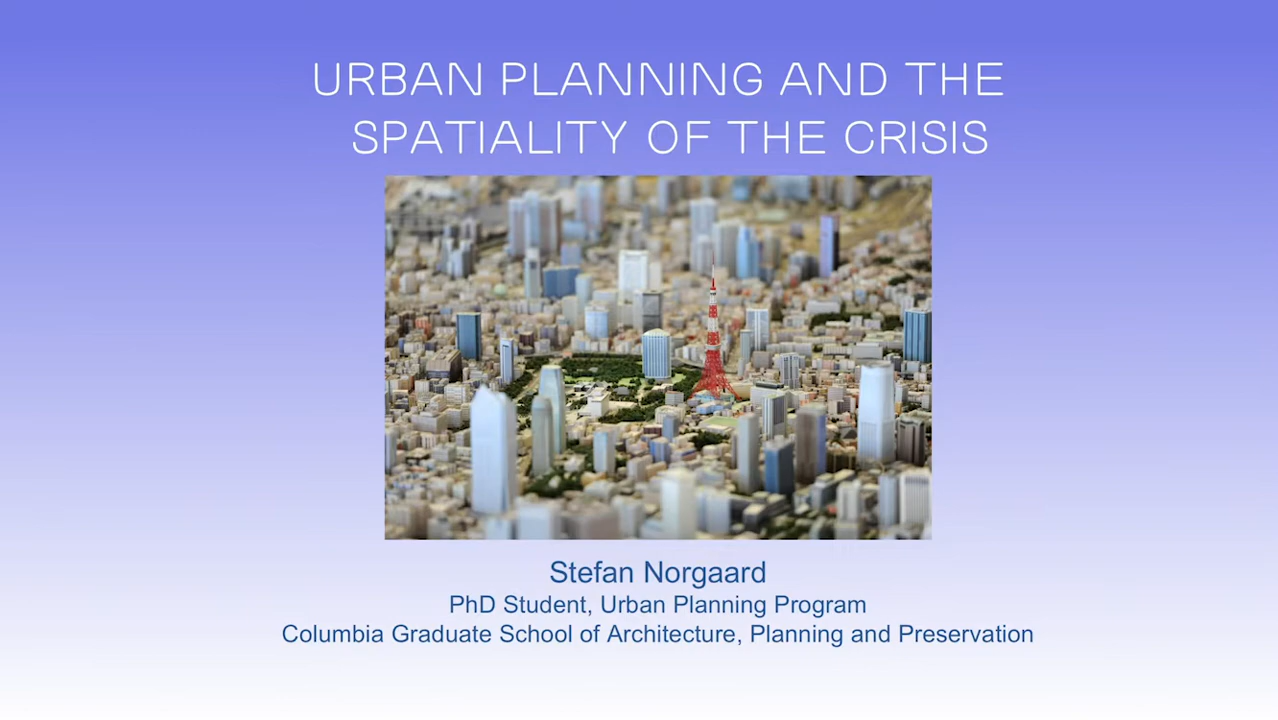 URBAN PLANNING AND THE
SPATIALITY OF THE CRISIS
Stefan Norgaard
PhD Student, Urban Planning Program
Columbia Graduate School of Architecture, Planning and Preservation